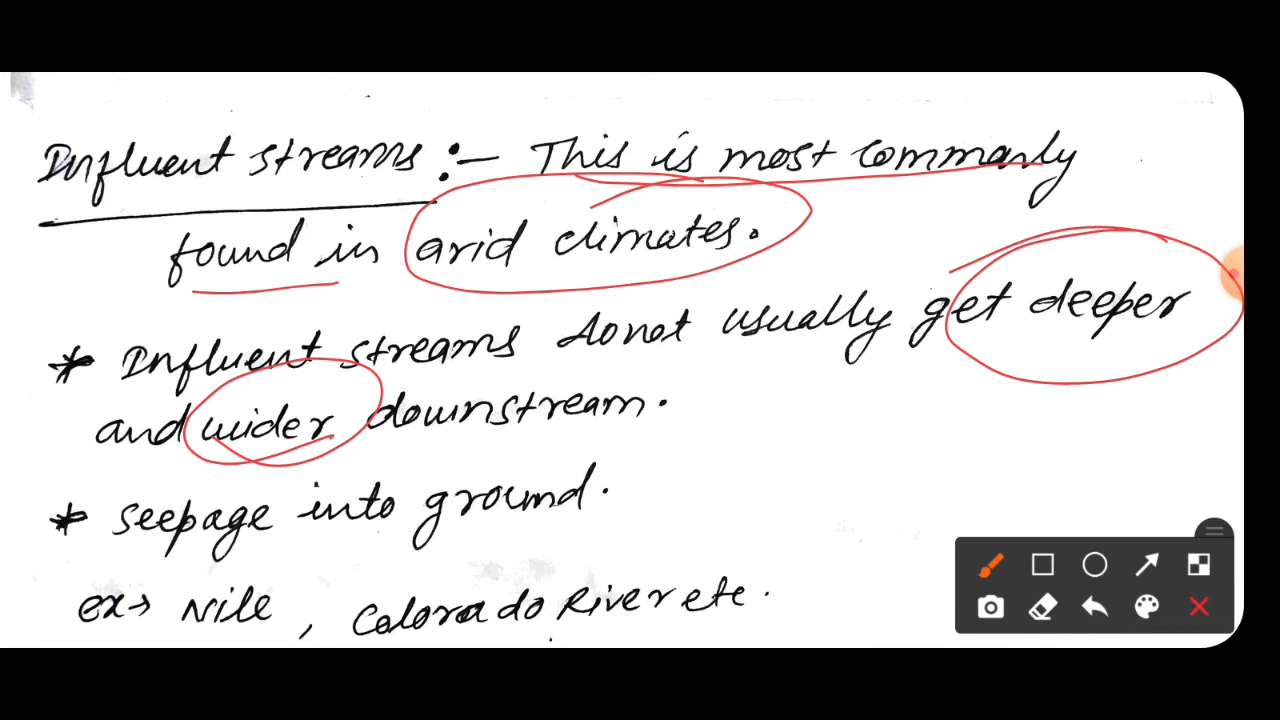 Influent streams :- This is most commonly
found in arid climates.
* Influent streams donot usually get deeper
and wider downstream.
* Seepage into ground.
ex→ Nile , Colorado River etc.